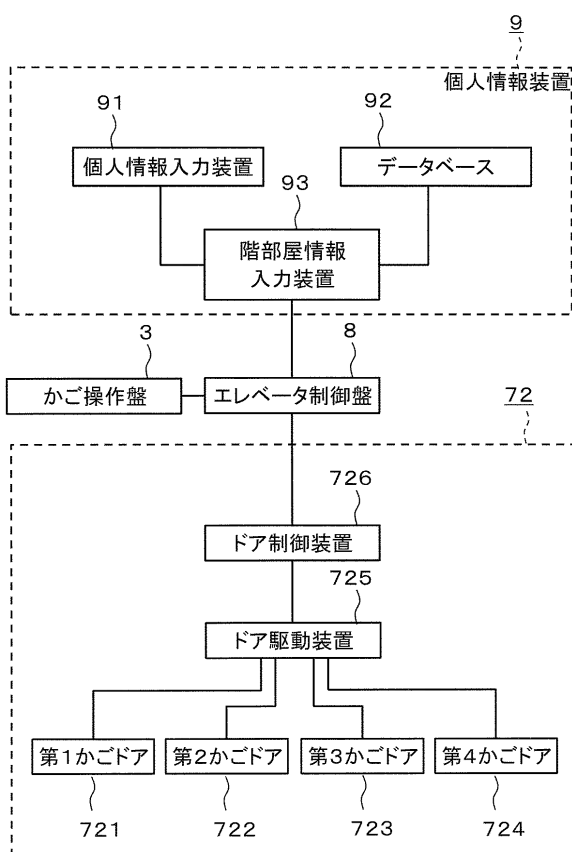 9
個人情報装置
91
92
個人情報入力装置
データベース
93
階部屋情報
入力装置
3
8
かご操作盤
エレベータ制御盤
72
726
ドア制御装置
725
ドア駆動装置
第1かごドア
第2かごドア
第3かごドア
第4かごドア
721
722
723
724